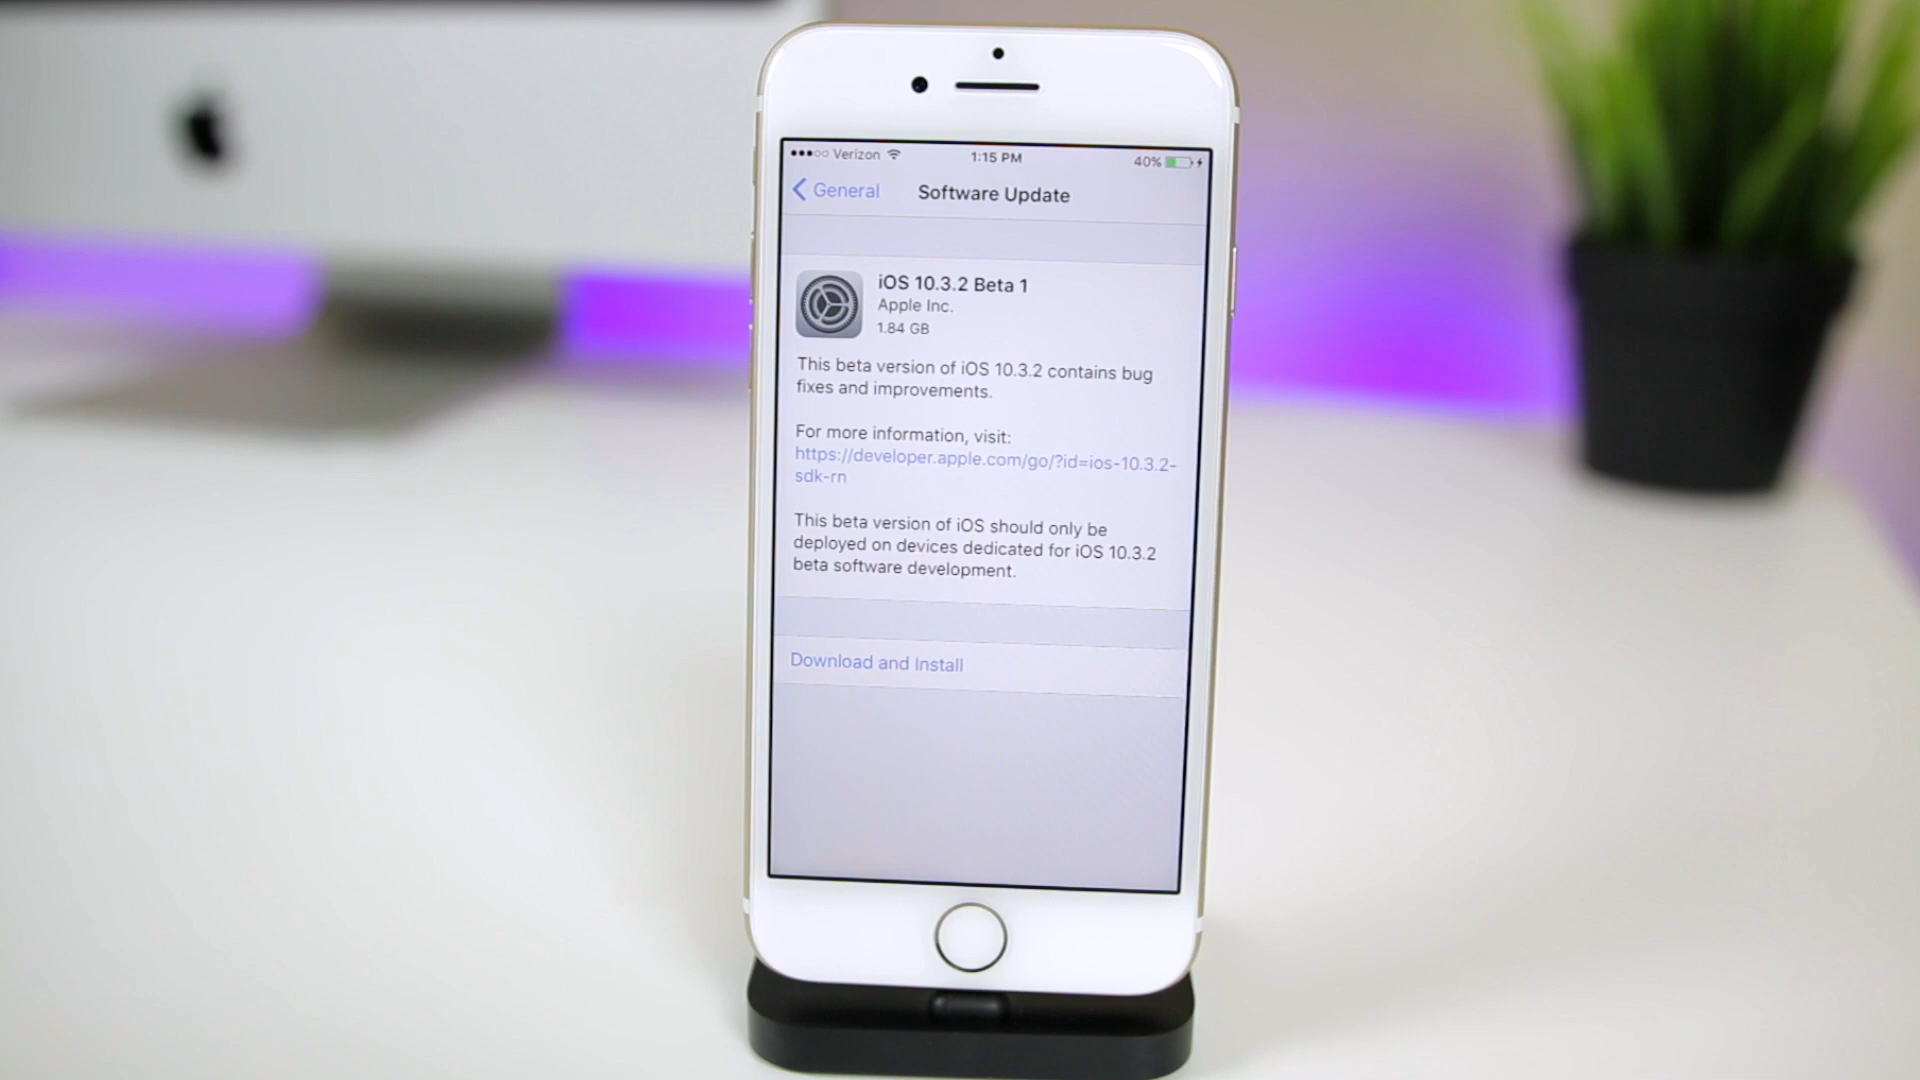 Verizon 1:15 PM 40%
General Software Update
iOS 10.3.2 Beta 1
Apple Inc.
1.84 GB
This beta version of iOS 10.3.2 contains bug
fixes and improvements.
For more information, visit:
https://developer.apple.com/go/?id=ios-10.3.2-
sdk-rn
This beta version of iOS should only be
deployed on devices dedicated for iOS 10.3.2
beta software development.
Download and Install